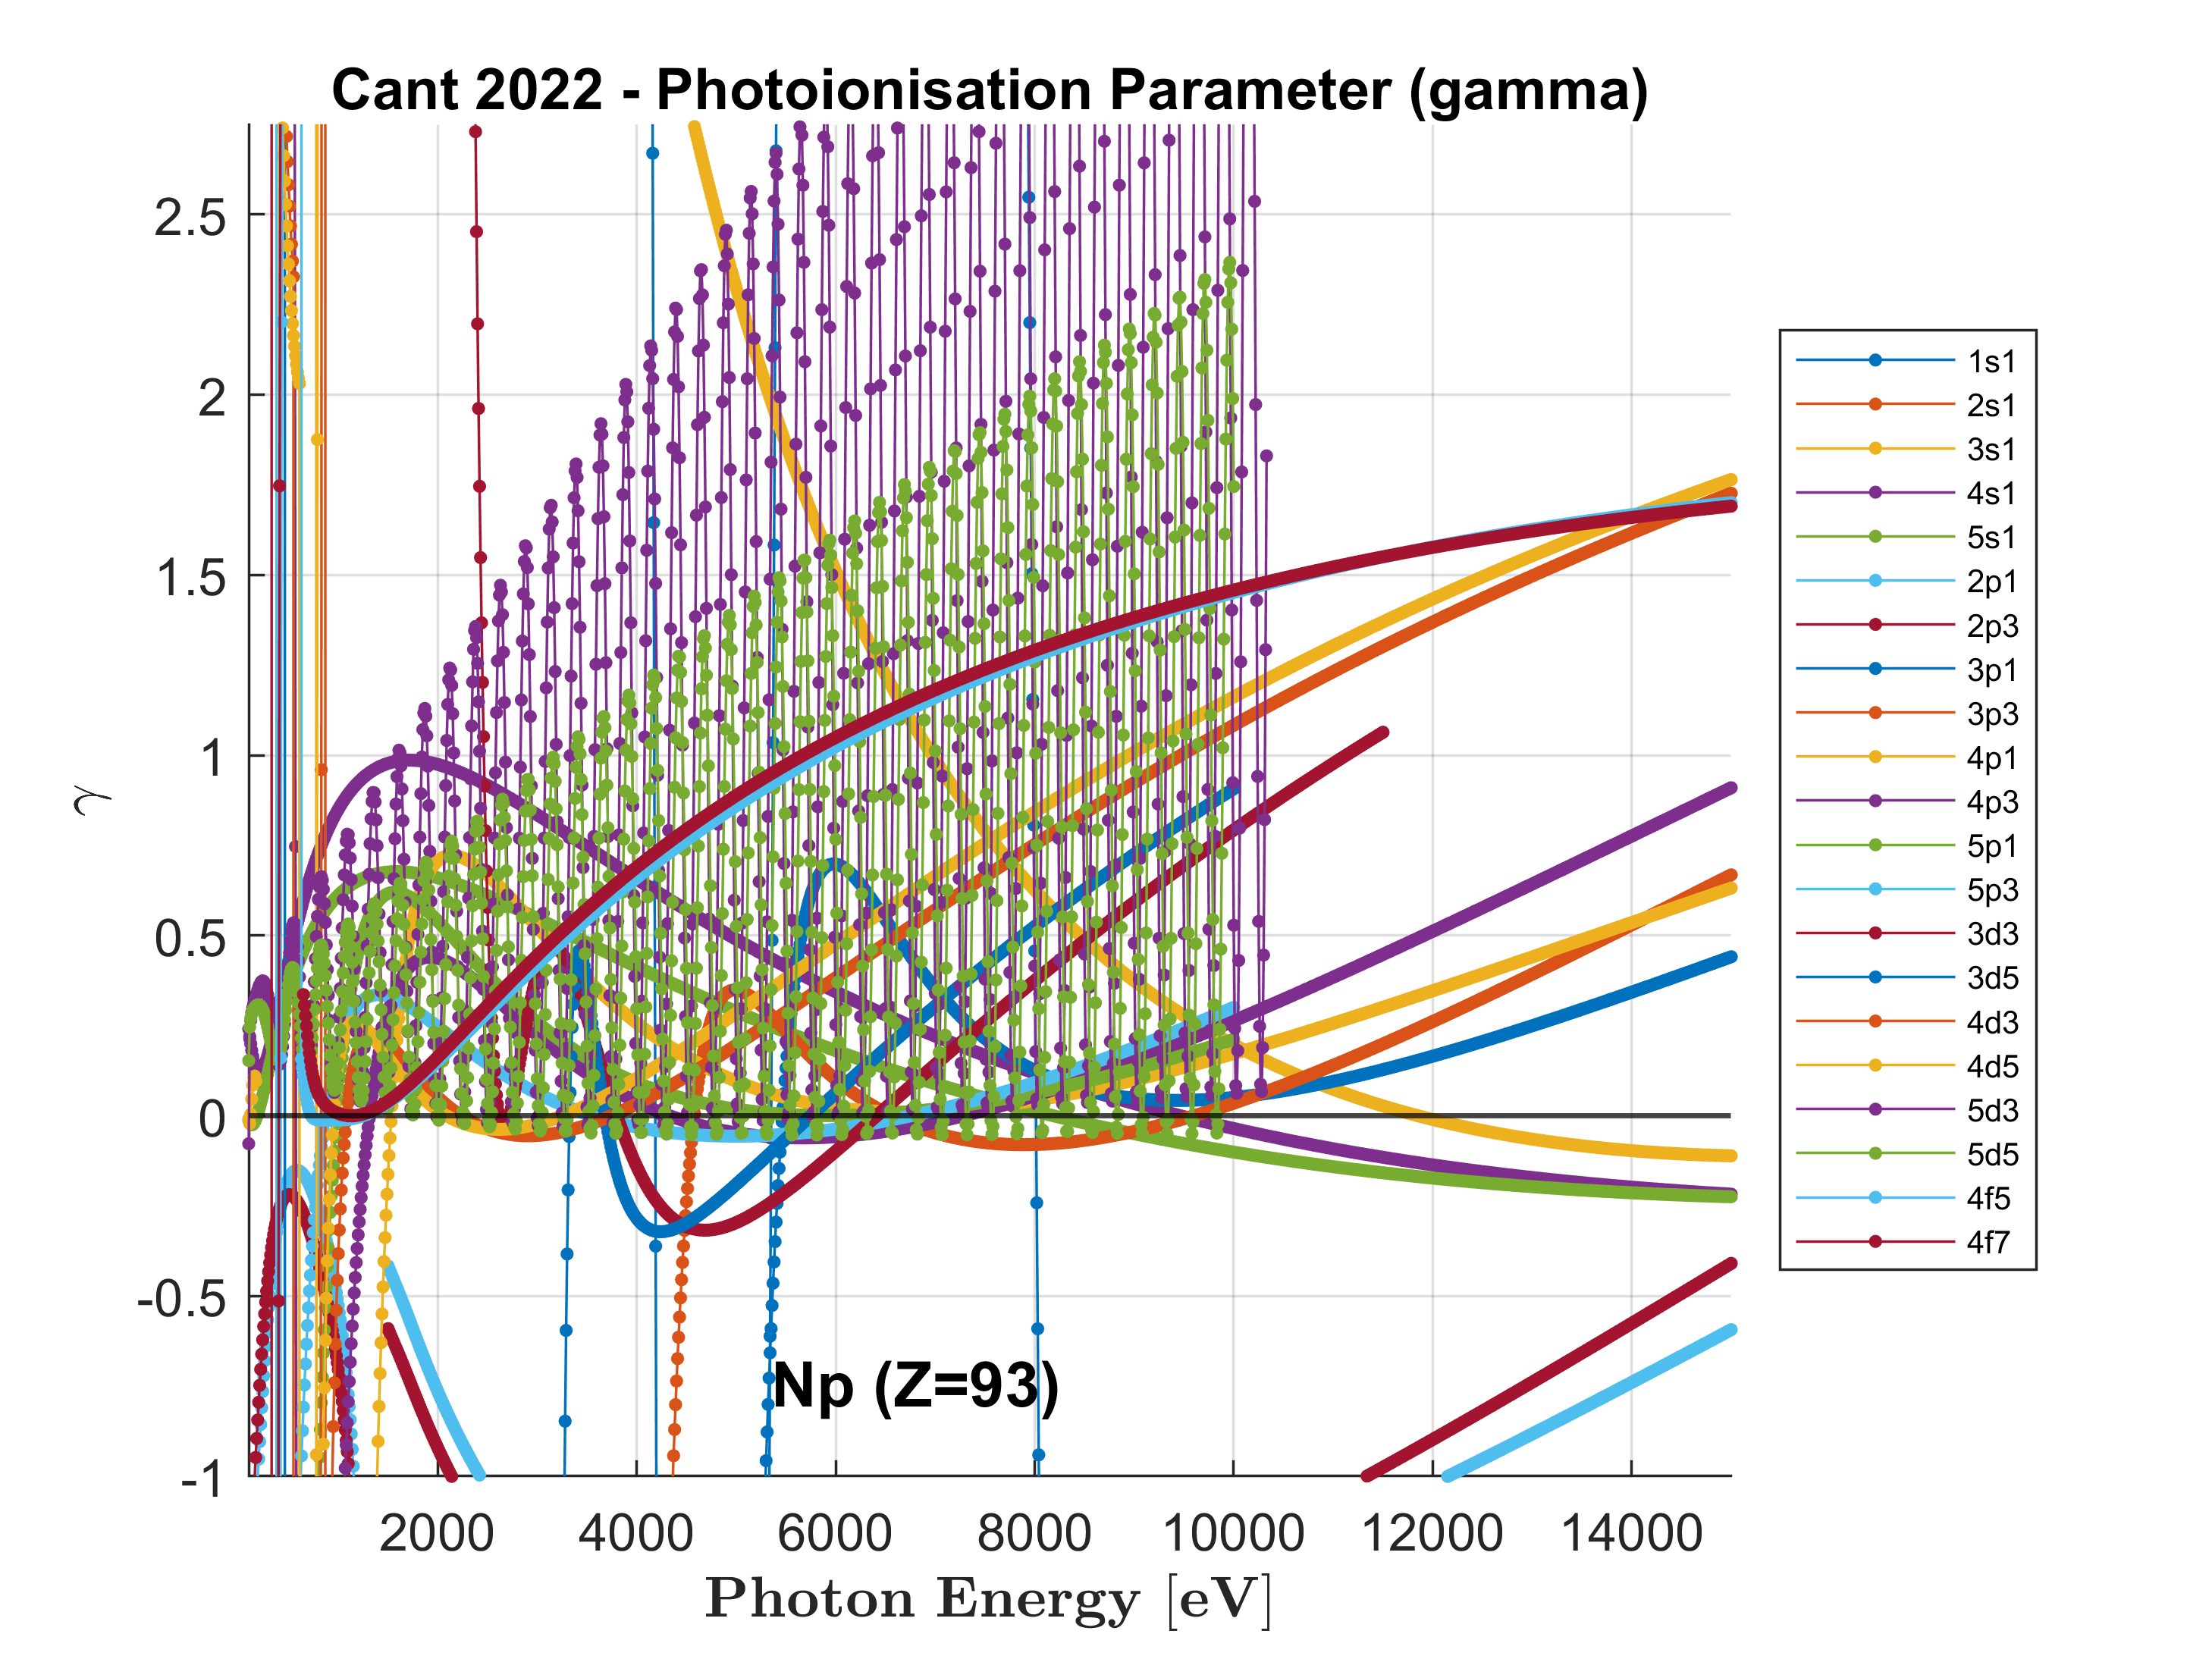 Cant 2022 - Photoionisation Parameter (gamma)
γ
2.5
2
1.5
1
0.5
0
-0.5
-1
2000 4000 6000 8000 10000 12000 14000
Photon Energy [eV]
Np (Z=93)
1s1
2s1
3s1
4s1
5s1
2p1
2p3
3p1
3p3
4p1
4p3
5p1
5p3
3d3
3d5
4d3
4d5
5d3
5d5
4f5
4f7